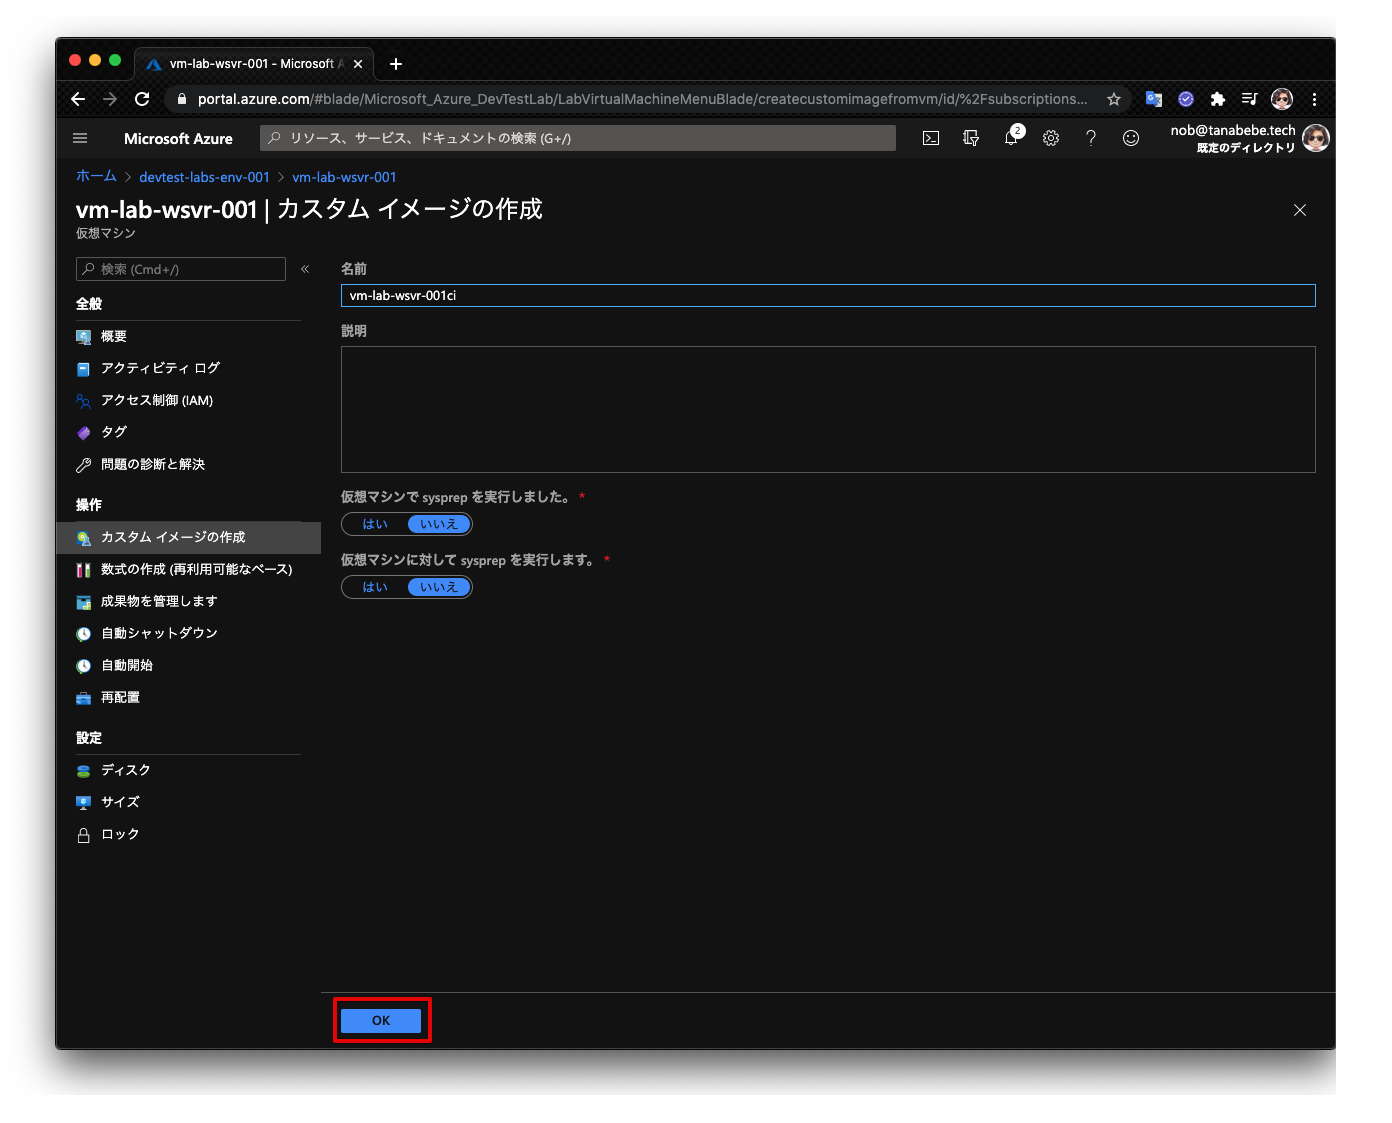 vm-lab-wsvr-001 - Microsoft A
portal.azure.com/#blade/Microsoft_Azure_DevTestLab/LabVirtualMachineMenuBlade/createcustomimagefromvm/id/%2Fsubscriptions...
Microsoft Azure
リソース、サービス、ドキュメントの検索 (G+/)
2
nob@tanabebe.tech
既定のディレクトリ
ホーム > devtest-labs-env-001 > vm-lab-wsvr-001
vm-lab-wsvr-001 | カスタム イメージの作成
仮想マシン
検索 (Cmd+/)
全般
概要
アクティビティ ログ
アクセス制御 (IAM)
タグ
問題の診断と解決
操作
カスタム イメージの作成
数式の作成 (再利用可能なベース)
成果物を管理します
自動シャットダウン
自動開始
再配置
設定
ディスク
サイズ
ロック
名前
vm-lab-wsvr-001ci
説明
仮想マシンで sysprep を実行しました。 *
はい いいえ
仮想マシンに対して sysprep を実行します。 *
はい いいえ
OK